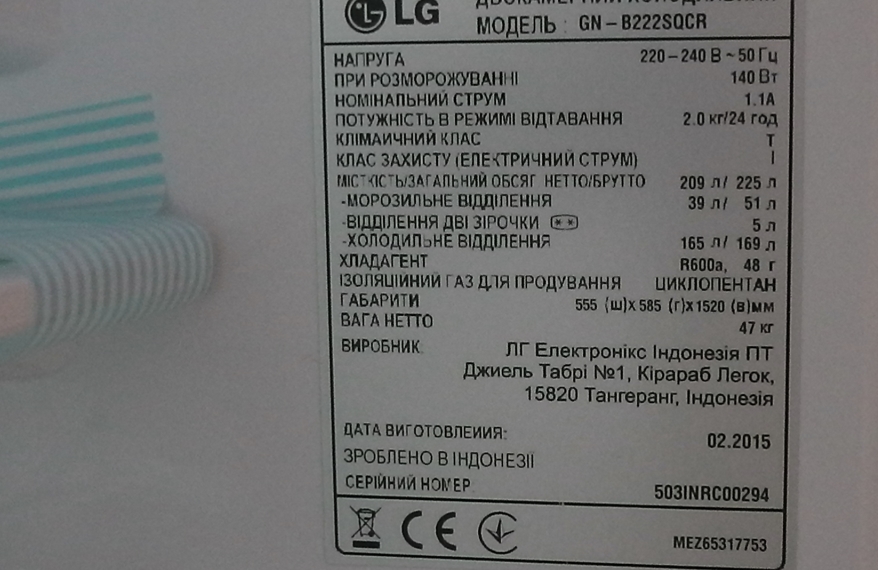 LG ДВОКАМЕРНИЙ ХОЛОДИЛЬНИК
МОДЕЛЬ : GN – B222SQCR
НАПРУГА 220 – 240 В ~ 50 Гц
ПРИ РОЗМОРОЖУВАННІ 140 Вт
НОМІНАЛЬНИЙ СТРУМ 1.1А
ПОТУЖНІСТЬ В РЕЖИМІ ВІДТАВАННЯ 2.0 кг/24 год
КЛІМАИЧНИЙ КЛАС Т
КЛАС ЗАХИСТУ (ЕЛЕКТРИЧНИЙ СТРУМ) I
МІСТКІСТЬ/ЗАГАЛЬНИЙ ОБСЯГ НЕТТО/БРУТТО 209 л/ 225 л
-МОРОЗИЛЬНЕ ВІДДІЛЕННЯ 39 л/ 51 л
-ВІДДІЛЕННЯ ДВІ ЗІРОЧКИ 5 л
-ХОЛОДИЛЬНЕ ВІДДІЛЕННЯ 165 л/ 169 л
ХЛАДАГЕНТ R600a, 48 г
ІЗОЛЯЦІЙНИЙ ГАЗ ДЛЯ ПРОДУВАННЯ ЦИКЛОПЕНТАН
ГАБАРИТИ 555 (ш)х585 (г)х1520 (в)мм
ВАГА НЕТТО 47 кг
ВИРОБНИК ЛГ Електронікс Індонезія ПТ
Джиель Табрі №1, Кірараб Легок,
15820 Тангеранг, Індонезія
ДАТА ВИГОТОВЛЕИИЯ: 02.2015
ЗРОБЛЕНО В ІНДОНЕЗІЇ
СЕРІЙНИЙ НОМЕР 503INRC00294
CE MEZ65317753